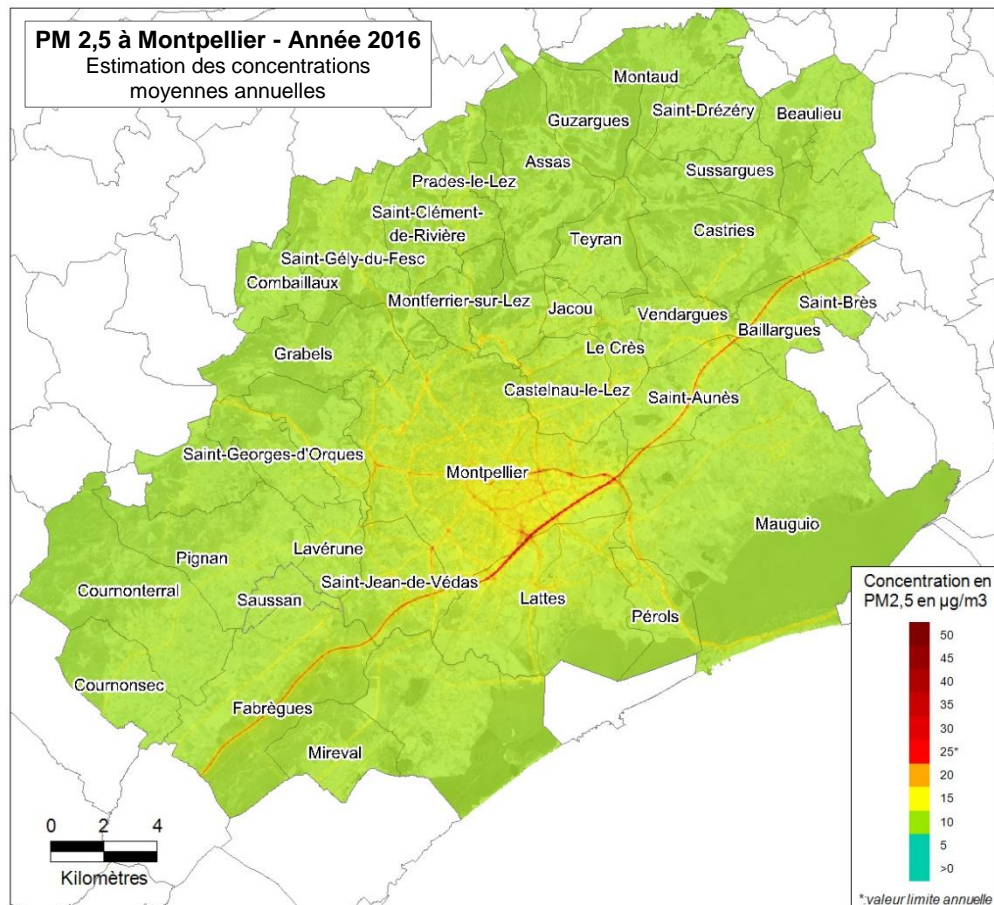 PM 2,5 à Montpellier - Année 2016
Estimation des concentrations
moyennes annuelles
Montaud
Saint-Drézéry
Beaulieu
Guzargues
Assas
Sussargues
Prades-le-Lez
Saint-Clément-
de-Rivière
Castries
Teyran
Saint-Gély-du-Fesc
Combaillaux
Montferrier-sur-Lez
Jacou
Saint-Brès
Vendargues
Baillargues
Le Crès
Grabels
Castelnau-le-Lez
Saint-Aunès
Saint-Georges-d'Orques
Montpellier
Mauguio
Lavérune
Pignan
Saint-Jean-de-Védas
Cournonterral
Saussan
Lattes
Pérols
Cournonsec
Fabrègues
Mireval
0 2 4
Kilomètres
Concentration en
PM2,5 en µg/m3
50
45
40
35
30
25*
20
15
10
5
>0
*:valeur limite annuelle